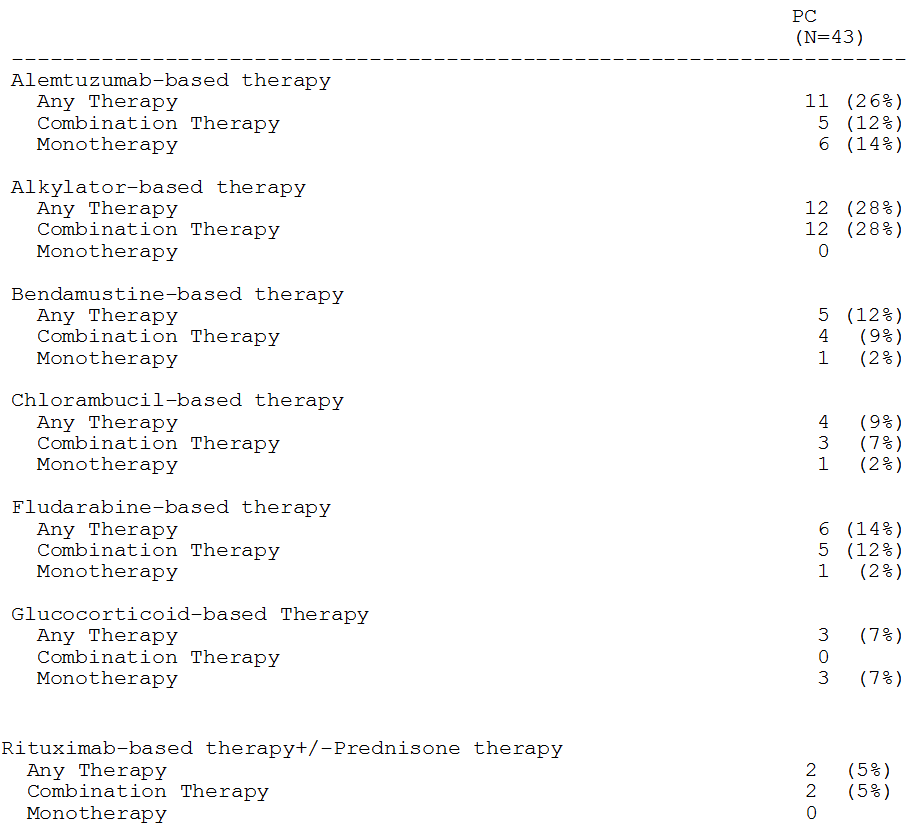 PC
(N=43)
----------------------------------------------------------------------
Alemtuzumab-based therapy
Any Therapy 11 (26%)
Combination Therapy 5 (12%)
Monotherapy 6 (14%)
Alkylator-based therapy
Any Therapy 12 (28%)
Combination Therapy 12 (28%)
Monotherapy 0
Bendamustine-based therapy
Any Therapy 5 (12%)
Combination Therapy 4 (9%)
Monotherapy 1 (2%)
Chlorambucil-based therapy
Any Therapy 4 (9%)
Combination Therapy 3 (7%)
Monotherapy 1 (2%)
Fludarabine-based therapy
Any Therapy 6 (14%)
Combination Therapy 5 (12%)
Monotherapy 1 (2%)
Glucocorticoid-based Therapy
Any Therapy 3 (7%)
Combination Therapy 0
Monotherapy 3 (7%)
Rituximab-based therapy+/-Prednisone therapy
Any Therapy 2 (5%)
Combination Therapy 2 (5%)
Monotherapy 0